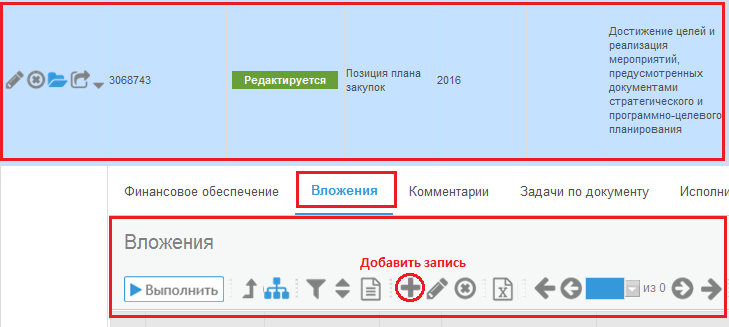 Достижение целей и
реализация
мероприятий,
предусмотренных
документами
стратегического и
программно-целевого
планирования
3068743
Редактируется
Позиция плана
закупок
2016
Финансовое обеспечение Вложения Комментарии Задачи по документу Исполни
Вложения
Добавить запись
Выполнить из 0